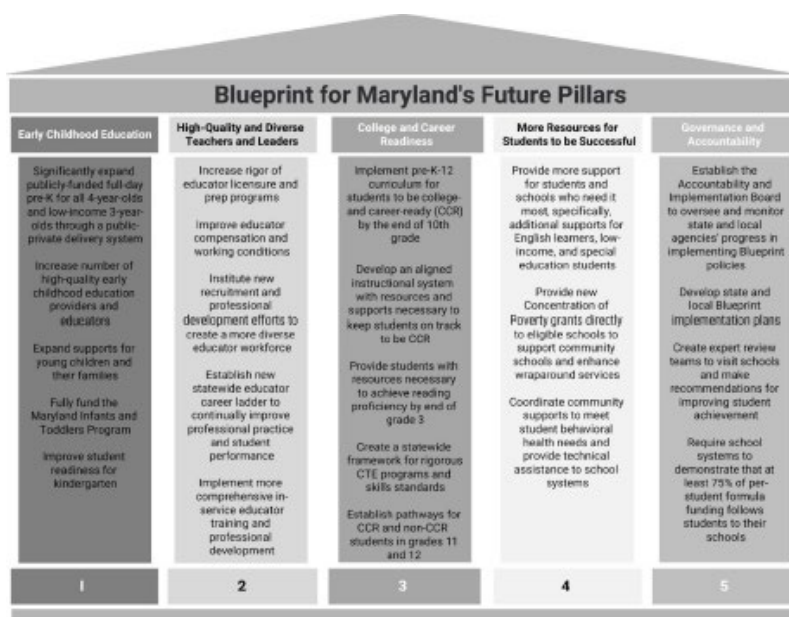 Blueprint for Maryland's Future Pillars
Early Childhood Education
Significantly expand
publicly-funded full-day
pre-K for all 4-year-olds
and low-income 3-year-
olds through a public-
private delivery system
Increase number of
high-quality early
childhood education
providers and
educators
Expand supports for
young children and
their families
Fully fund the
Maryland Infants and
Toddlers Program
Improve student
readiness for
kindergarten
1
High-Quality and Diverse
Teachers and Leaders
Increase rigor of
educator licensure and
prep programs
Improve educator
compensation and
working conditions
Institute new
recruitment and
professional
development efforts to
create a more diverse
educator workforce
Establish new
statewide educator
career ladder to
continually improve
professional practice
and student
performance
Implement more
comprehensive in-
service educator
training and
professional
development
2
College and Career
Readiness
Implement pre-K-12
curriculum for
students to be college-
and career-ready (CCR)
by the end of 10th
grade
Develop an aligned
instructional system
with resources and
supports necessary to
keep students on track
to be CCR
Provide students with
resources necessary
to achieve reading
proficiency by end of
grade 3
Create a statewide
framework for rigorous
CTE programs and
skills standards
Establish pathways for
CCR and non-CCR
students in grades 11
and 12
3
More Resources for
Students to be Successful
Provide more support
for students and
schools who need it
most, specifically,
additional supports for
English learners, low-
income, and special
education students
Provide new
Concentration of
Poverty grants directly
to eligible schools to
support community
schools and enhance
wraparound services
Coordinate community
supports to meet
student behavioral
health needs and
provide technical
assistance to school
systems
4
Governance and
Accountability
Establish the
Accountability and
Implementation Board
to oversee and monitor
state and local
agencies' progress in
implementing Blueprint
policies
Develop state and
local Blueprint
implementation plans
Create expert review
teams to visit schools
and make
recommendations for
improving student
achievement
Require school
systems to
demonstrate that at
least 75% of per-
student formula
funding follows
students to their
schools
5